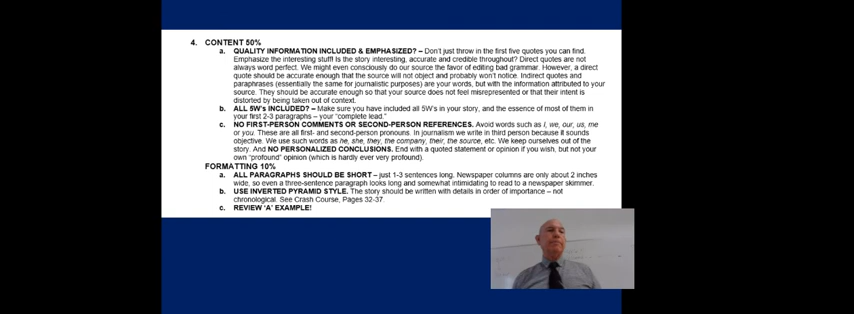 4. CONTENT 50%
a. QUALITY INFORMATION INCLUDED & EMPHASIZED? – Don't just throw in the first five quotes you can find.
Emphasize the interesting stuff! Is the story interesting, accurate and credible throughout? Direct quotes are not
always word perfect. We might even consciously do our source the favor of editing bad grammar. However, a direct
quote should be accurate enough that the source will not object and probably won't notice. Indirect quotes and
paraphrases (essentially the same for journalistic purposes) are your words, but with the information attributed to your
source. They should be accurate enough so that your source does not feel misrepresented or that their intent is
distorted by being taken out of context.
b. ALL 5W'S INCLUDED? – Make sure you have included all 5W's in your story, and the essence of most of them in
your first 2-3 paragraphs – your "complete lead."
c. NO FIRST-PERSON COMMENTS OR SECOND-PERSON REFERENCES. Avoid words such as I, we, our, us, me
or you. These are all first- and second-person pronouns. In journalism we write in third person because it sounds
objective. We use such words as he, she, they, the company, their, the source, etc. We keep ourselves out of the
story. And NO PERSONALIZED CONCLUSIONS. End with a quoted statement or opinion if you wish, but not your
own "profound" opinion (which is hardly ever very profound).
FORMATTING 10%
a. ALL PARAGRAPHS SHOULD BE SHORT – just 1-3 sentences long. Newspaper columns are only about 2 inches
wide, so even a three-sentence paragraph looks long and somewhat intimidating to read to a newspaper skimmer.
b. USE INVERTED PYRAMID STYLE. The story should be written with details in order of importance – not
chronological. See Crash Course, Pages 32-37.
c. REVIEW 'A' EXAMPLE!